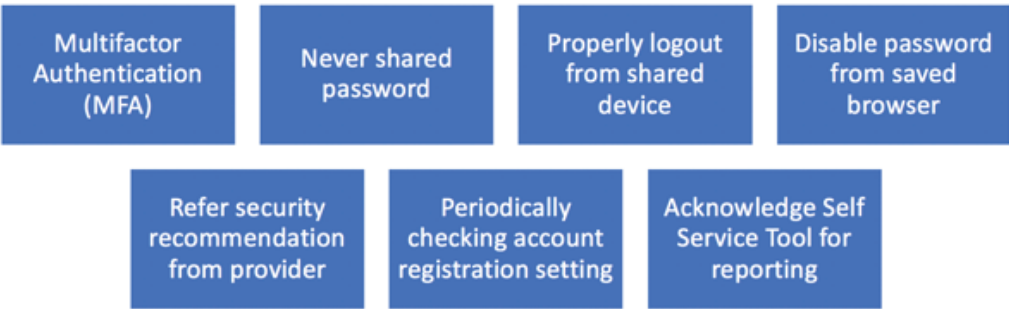 Multifactor
Authentication
(MFA)
Never shared
password
Properly logout
from shared
device
Disable password
from saved
browser
Refer security
recommendation
from provider
Periodically
checking account
registration setting
Acknowledge Self
Service Tool for
reporting